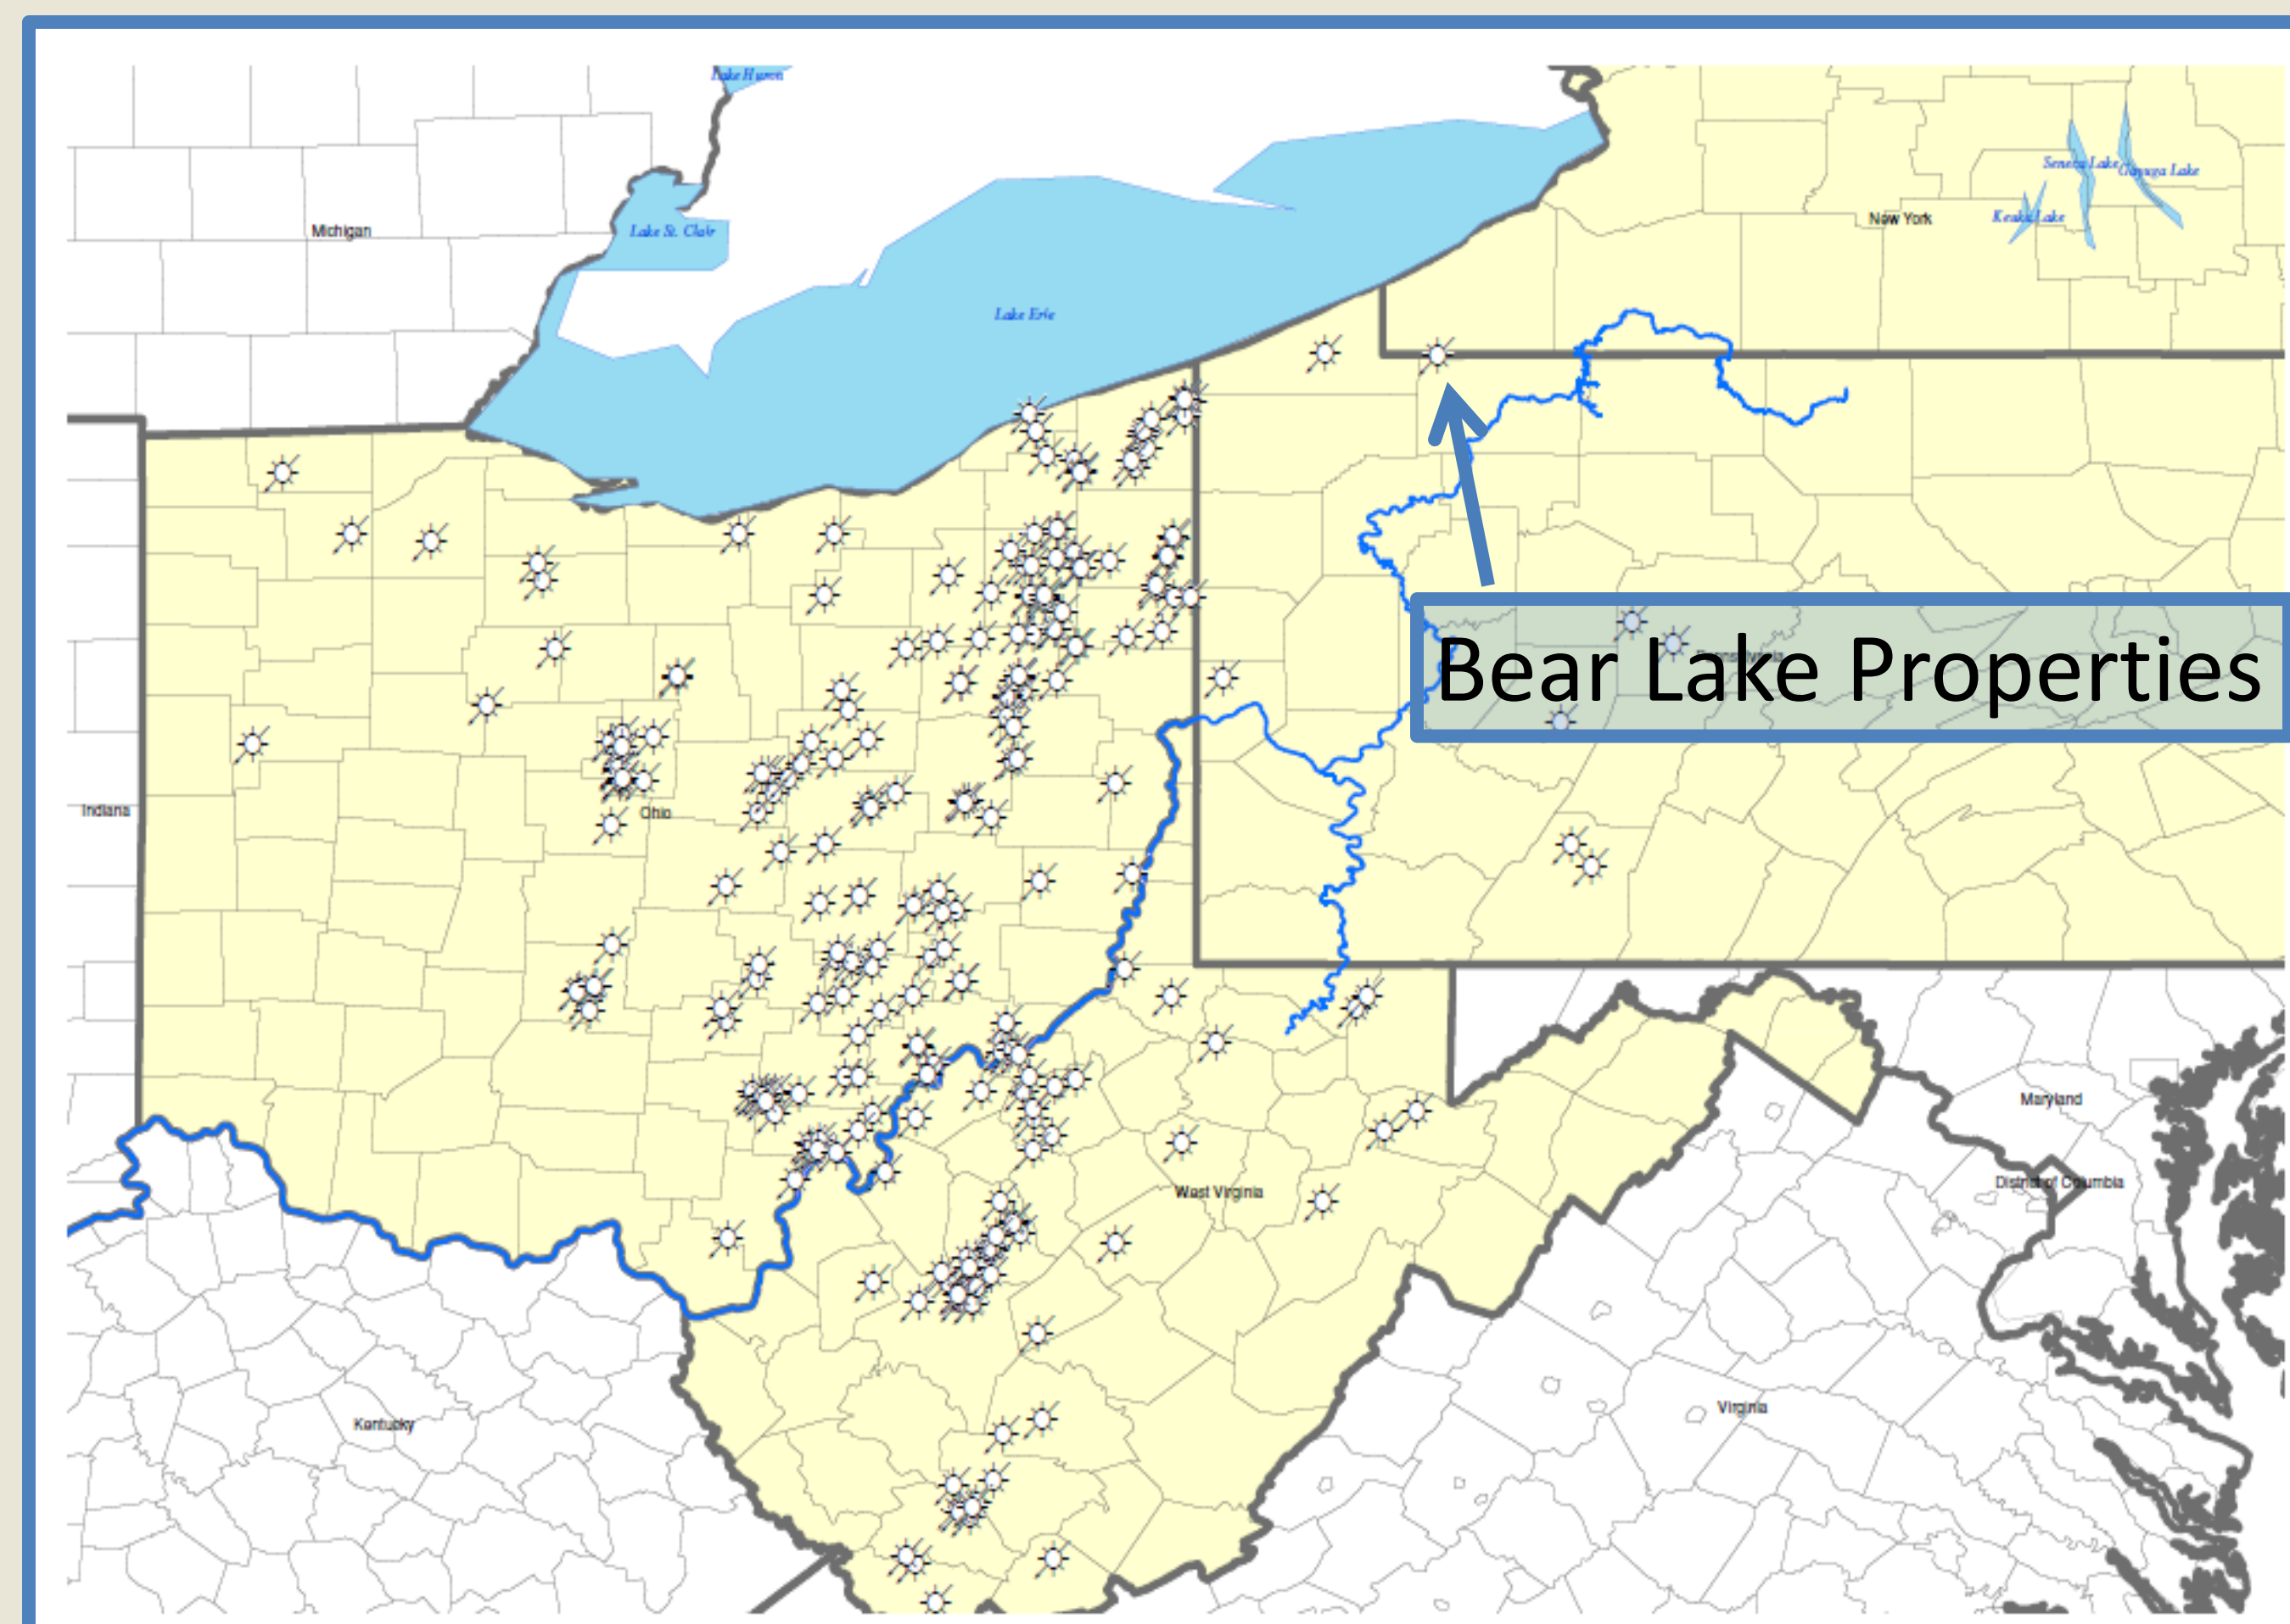 Lake Huron
Michigan
Lake St. Clair
Seneca Lake
Cayuga Lake
Keuka Lake
New York
Lake Erie
Bear Lake Properties
Pennsylvania
Indiana
Ohio
Maryland
District of Columbia
West Virginia
Virginia
Kentucky